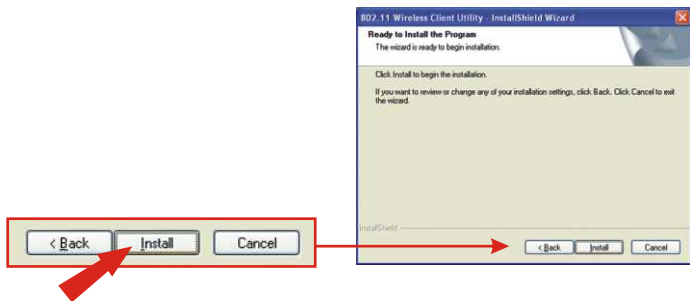 802.11 Wireless Client Utility - InstallShield Wizard
Ready to Install the Program
The wizard is ready to begin installation.
Click Install to begin the installation.
If you want to review or change any of your installation settings, click Back. Click Cancel to exit
the wizard.
InstallShield
< Back Install Cancel
< Back Install Cancel